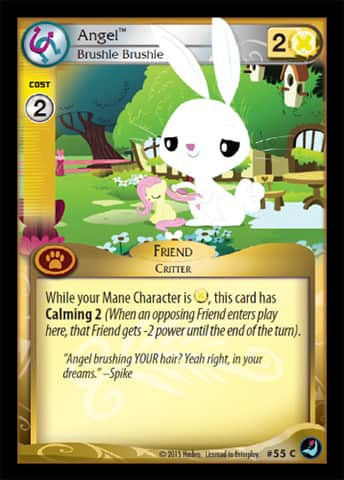 Angel™
Brushie Brushie
2
COST
2
FRIEND
CRITTER
While your Mane Character is , this card has
Calming 2 (When an opposing Friend enters play
here, that Friend gets -2 power until the end of the turn).
"Angel brushing YOUR hair? Yeah right, in your
dreams." –Spike
© 2015 Hasbro. Licensed to Enterplay.
#55 C